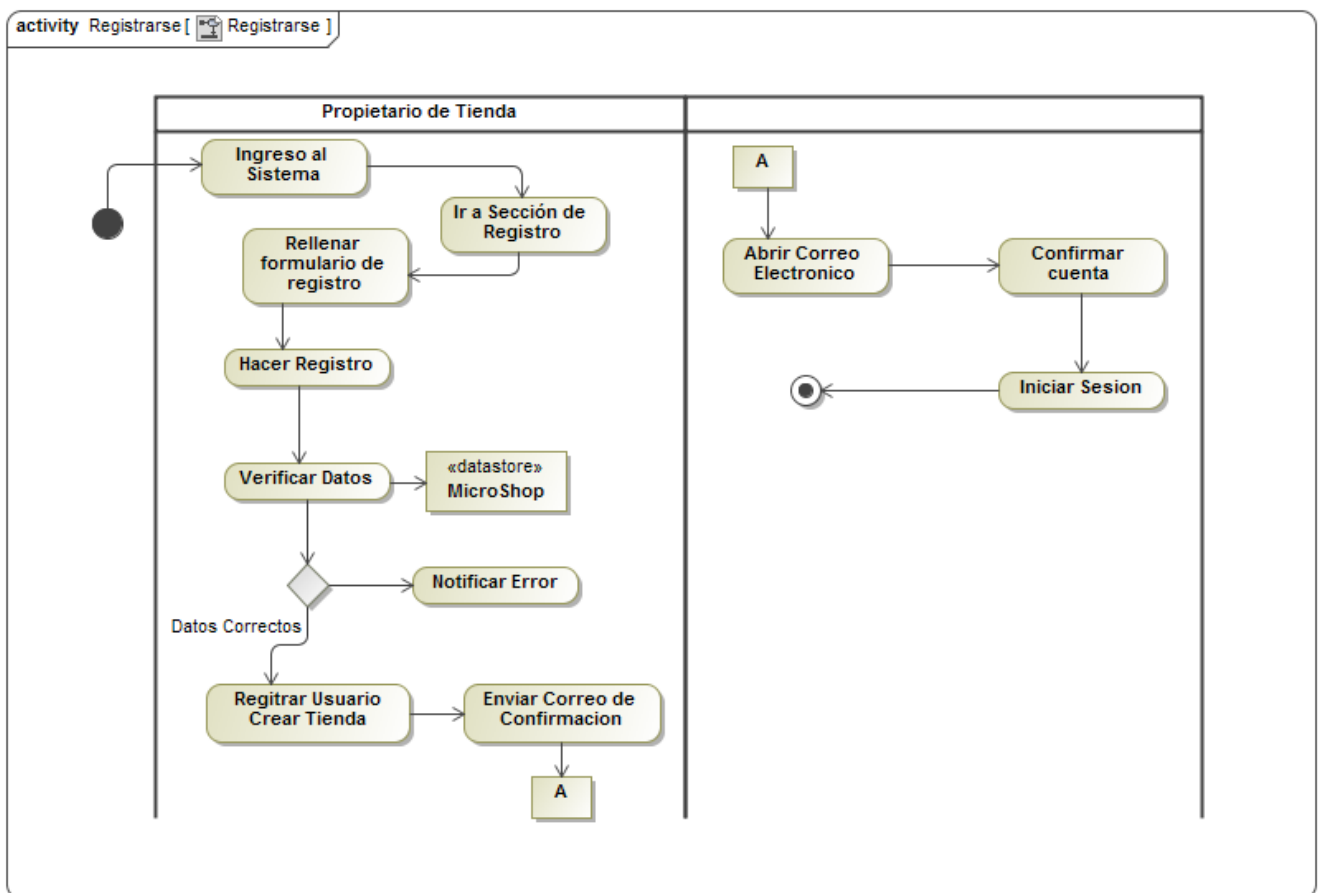 activity Registrarse [ Registrarse ]
Propietario de Tienda
Ingreso al
Sistema
Ir a Sección de
Registro
Rellenar
formulario de
registro
Hacer Registro
Verificar Datos
«datastore»
MicroShop
Notificar Error
Datos Correctos
Regitrar Usuario
Crear Tienda
Enviar Correo de
Confirmacion
A
A
Abrir Correo
Electronico
Confirmar
cuenta
Iniciar Sesion